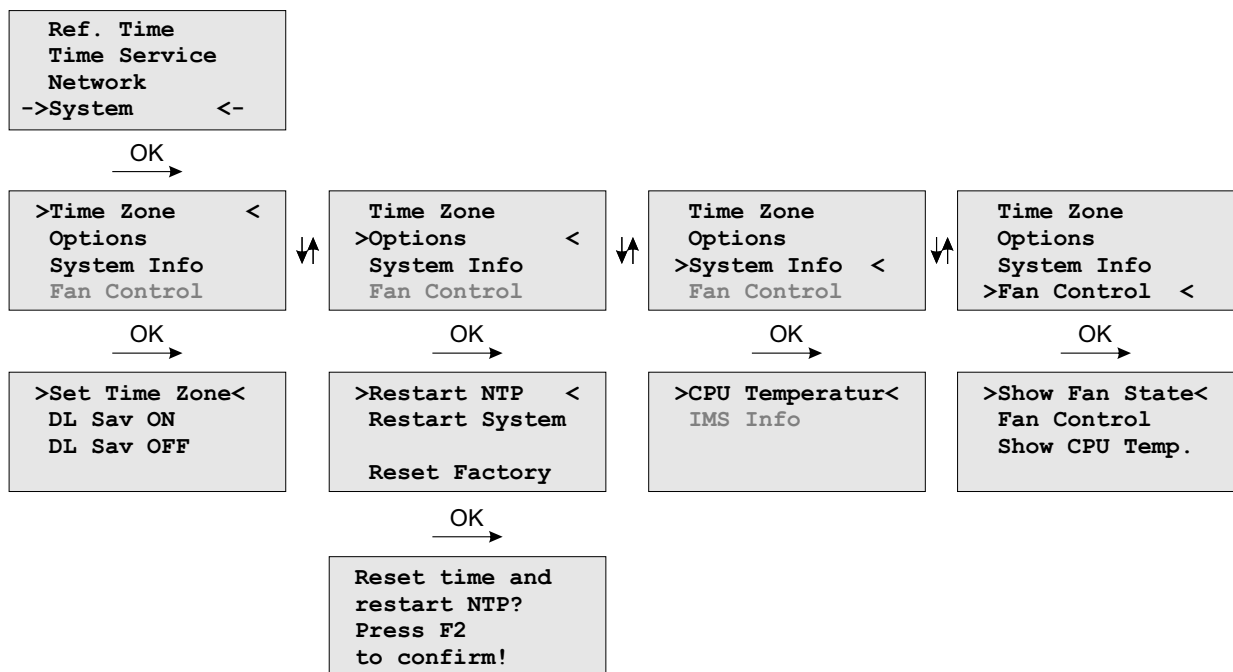 Ref. Time
Time Service
Network
->System <-
OK
>Time Zone <
Options
System Info
Fan Control
Time Zone
>Options <
System Info
Fan Control
Time Zone
Options
>System Info <
Fan Control
Time Zone
Options
System Info
>Fan Control <
OK
OK
OK
OK
>Set Time Zone<
DL Sav ON
DL Sav OFF
>Restart NTP <
Restart System
Reset Factory
>CPU Temperatur<
IMS Info
>Show Fan State<
Fan Control
Show CPU Temp.
OK
Reset time and
restart NTP?
Press F2
to confirm!